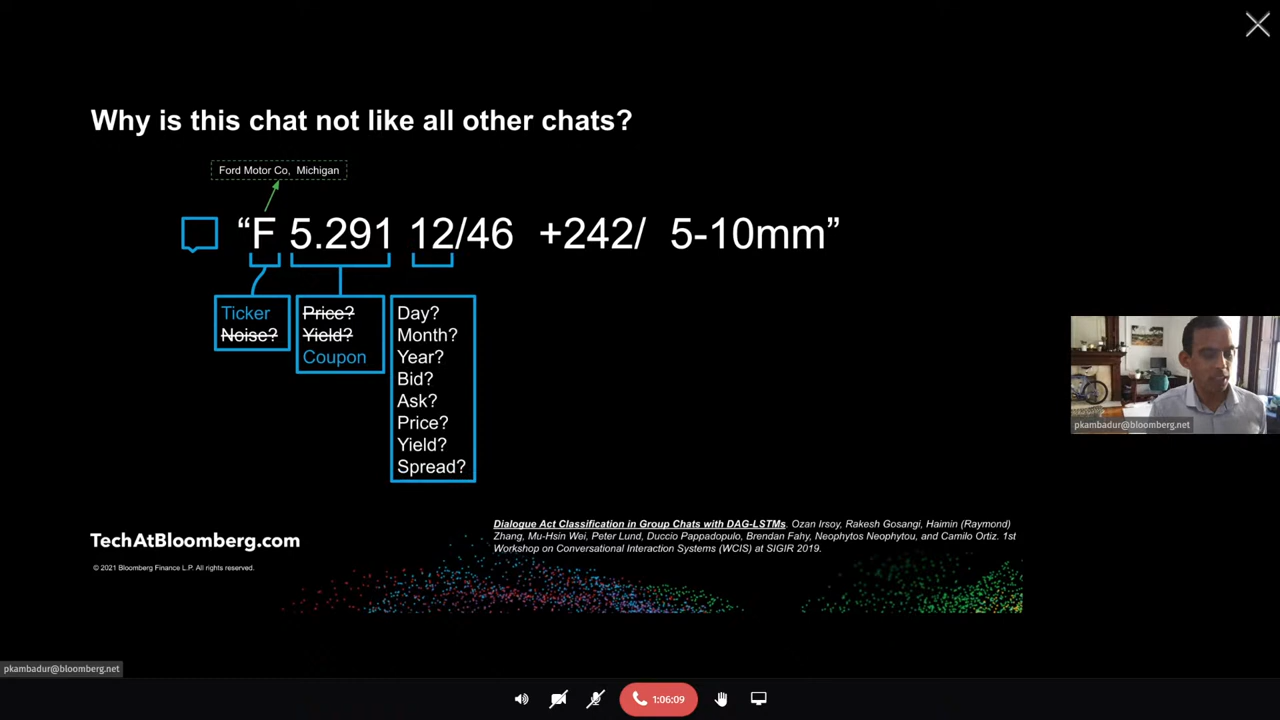 Why is this chat not like all other chats?
Ford Motor Co, Michigan
“F 5.291 12/46 +242/ 5-10mm”
Ticker
Noise?
Price?
Yield?
Coupon
Day?
Month?
Year?
Bid?
Ask?
Price?
Yield?
Spread?
pkambadur@bloomberg.net
Dialogue Act Classification in Group Chats with DAG-LSTMs. Ozan Irsoy, Rakesh Gosangi, Haimin (Raymond)
Zhang, Mu-Hsin Wei, Peter Lund, Duccio Pappadopulo, Brendan Fahy, Neophytos Neophytou, and Camilo Ortiz. 1st
Workshop on Conversational Interaction Systems (WCIS) at SIGIR 2019.
TechAtBloomberg.com
© 2021 Bloomberg Finance L.P. All rights reserved.
pkambadur@bloomberg.net
1:06:09